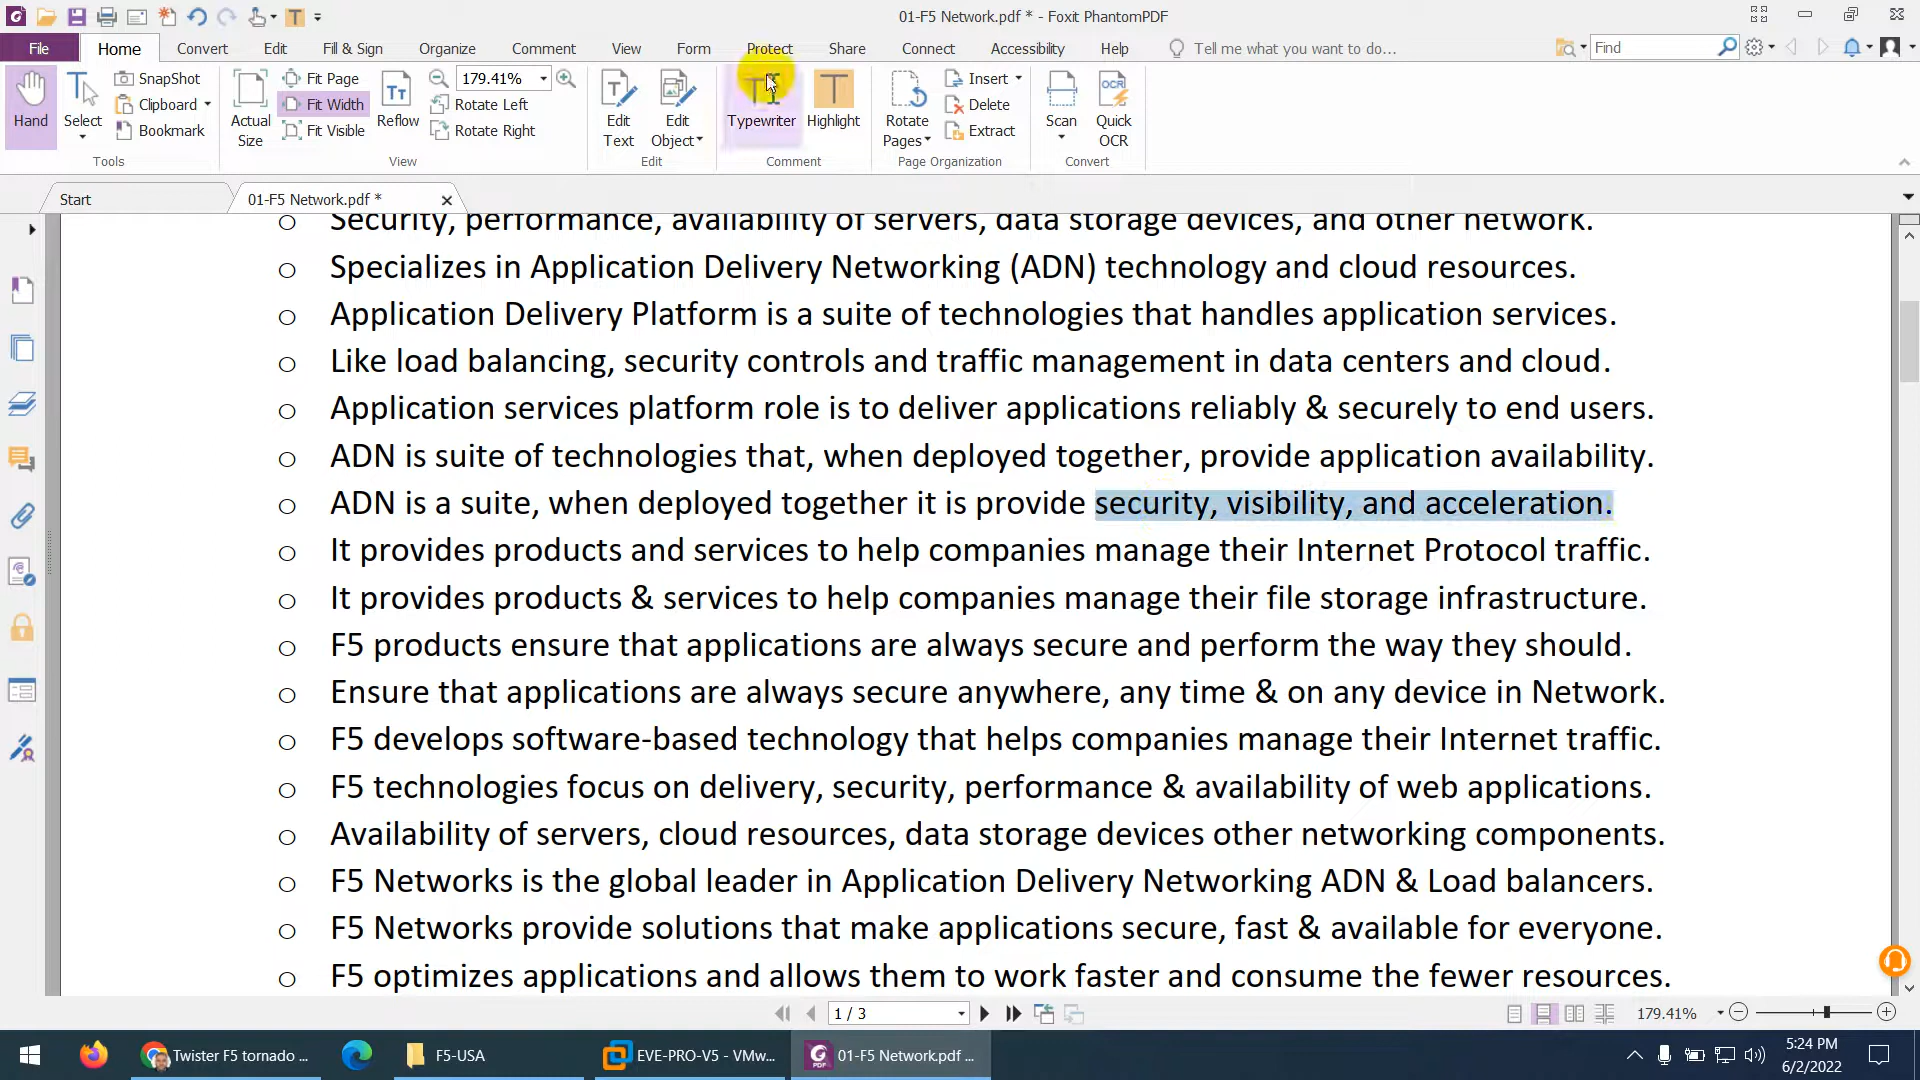 01-F5 Network.pdf * - Foxit PhantomPDF
File Home Convert Edit Fill & Sign Organize Comment View Form Protect Share Connect Accessibility Help Tell me what you want to do... Find
Hand Select SnapShot Clipboard Bookmark
Tools
Actual Size Fit Page Fit Width Fit Visible Reflow 179.41% Rotate Left Rotate Right
View
Edit Text Edit Object
Edit
Typewriter Highlight
Comment
Rotate Pages Insert Delete Extract
Page Organization
Scan OCR Quick OCR
Convert
Start 01-F5 Network.pdf *
o Security, performance, availability of servers, data storage devices, and other network.
o Specializes in Application Delivery Networking (ADN) technology and cloud resources.
o Application Delivery Platform is a suite of technologies that handles application services.
o Like load balancing, security controls and traffic management in data centers and cloud.
o Application services platform role is to deliver applications reliably & securely to end users.
o ADN is suite of technologies that, when deployed together, provide application availability.
o ADN is a suite, when deployed together it is provide security, visibility, and acceleration.
o It provides products and services to help companies manage their Internet Protocol traffic.
o It provides products & services to help companies manage their file storage infrastructure.
o F5 products ensure that applications are always secure and perform the way they should.
o Ensure that applications are always secure anywhere, any time & on any device in Network.
o F5 develops software-based technology that helps companies manage their Internet traffic.
o F5 technologies focus on delivery, security, performance & availability of web applications.
o Availability of servers, cloud resources, data storage devices other networking components.
o F5 Networks is the global leader in Application Delivery Networking ADN & Load balancers.
o F5 Networks provide solutions that make applications secure, fast & available for everyone.
o F5 optimizes applications and allows them to work faster and consume the fewer resources.
1 / 3 179.41%
Twister F5 tornado ... F5-USA EVE-PRO-V5 - VMw... 01-F5 Network.pdf ... 5:24 PM
6/2/2022